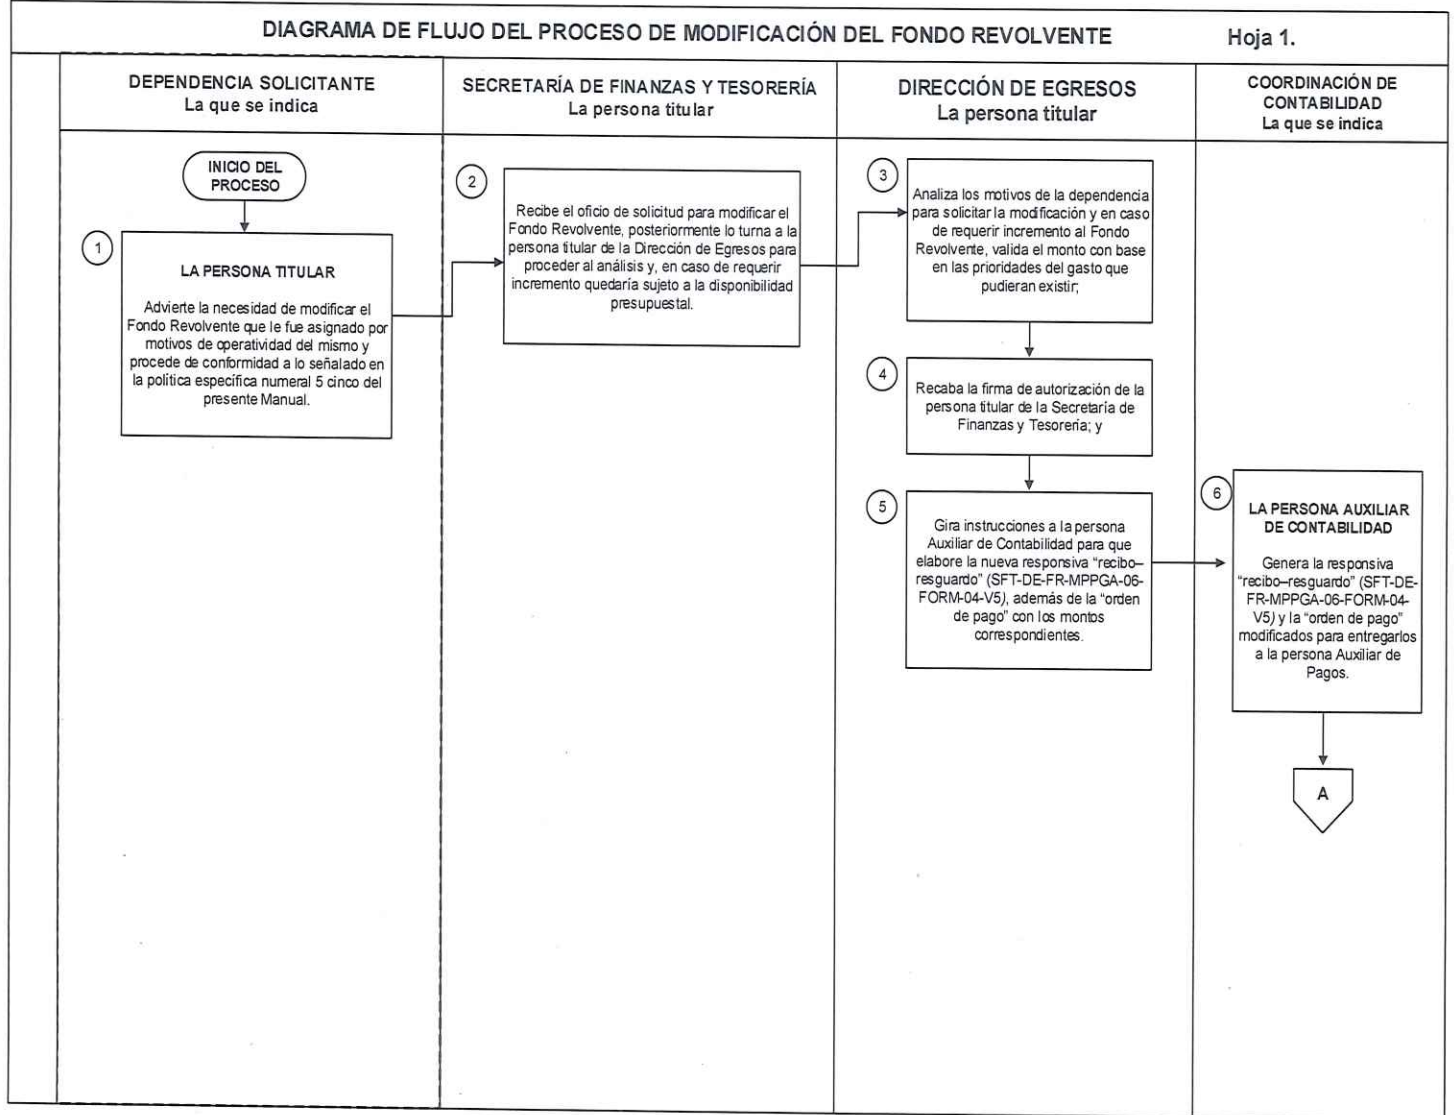 DIAGRAMA DE FLUJO DEL PROCESO DE MODIFICACIÓN DEL FONDO REVOLVENTE
Hoja 1.
DEPENDENCIA SOLICITANTE
La que se indica
SECRETARÍA DE FINANZAS Y TESORERÍA
La persona titular
DIRECCIÓN DE EGRESOS
La persona titular
COORDINACIÓN DE
CONTABILIDAD
La que se indica
INICIO DEL
PROCESO
1
LA PERSONA TITULAR
Advierte la necesidad de modificar el
Fondo Revolvente que le fue asignado por
motivos de operatividad del mismo y
procede de conformidad a lo señalado en
la política específica numeral 5 cinco del
presente Manual.
2
Recibe el oficio de solicitud para modificar el
Fondo Revolvente, posteriormente lo turna a la
persona titular de la Dirección de Egresos para
proceder al análisis y, en caso de requerir
incremento quedaría sujeto a la disponibilidad
presupuestal.
3
Analiza los motivos de la dependencia
para solicitar la modificación y en caso
de requerir incremento al Fondo
Revolvente, valida el monto con base
en las prioridades del gasto que
pudieran existir;
4
Recaba la firma de autorización de la
persona titular de la Secretaría de
Finanzas y Tesorería; y
5
Gira instrucciones a la persona
Auxiliar de Contabilidad para que
elabore la nueva responsiva “recibo–
resguardo” (SFT-DE-FR-MPPGA-06-
FORM-04-V5), además de la “orden
de pago” con los montos
correspondientes.
6
LA PERSONA AUXILIAR
DE CONTABILIDAD
Genera la responsiva
“recibo–resguardo” (SFT-DE-
FR-MPPGA-06-FORM-04-
V5) y la “orden de pago”
modificados para entregarlos
a la persona Auxiliar de
Pagos.
A